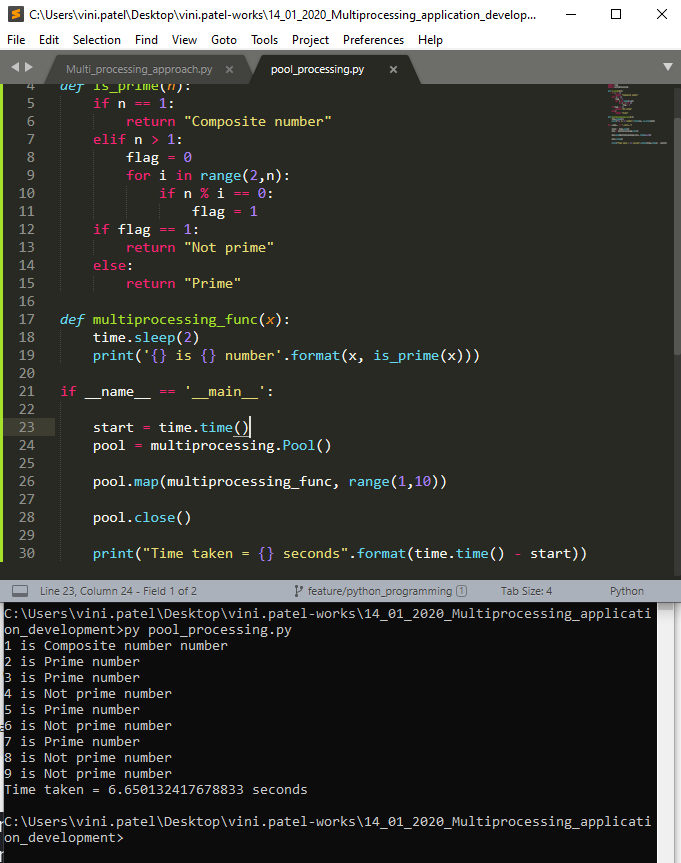 C:\Users\vini.patel\Desktop\vini.patel-works\14_01_2020_Multiprocessing_application_develop...
File Edit Selection Find View Goto Tools Project Preferences Help
Multi_processing_approach.py × pool_processing.py ×
4 def is_prime(n):
5     if n == 1:
6         return "Composite number"
7     elif n > 1:
8         flag = 0
9         for i in range(2,n):
10             if n % i == 0:
11                 flag = 1
12     if flag == 1:
13         return "Not prime"
14     else:
15         return "Prime"
16
17 def multiprocessing_func(x):
18     time.sleep(2)
19     print('{} is {} number'.format(x, is_prime(x)))
20
21 if __name__ == '__main__':
22
23     start = time.time()
24     pool = multiprocessing.Pool()
25
26     pool.map(multiprocessing_func, range(1,10))
27
28     pool.close()
29
30     print("Time taken = {} seconds".format(time.time() - start))
Line 23, Column 24 - Field 1 of 2 feature/python_programming 1 Tab Size: 4 Python
C:\Users\vini.patel\Desktop\vini.patel-works\14_01_2020_Multiprocessing_applicati
on_development>py pool_processing.py
1 is Composite number number
2 is Prime number
3 is Prime number
4 is Not prime number
5 is Prime number
6 is Not prime number
7 is Prime number
8 is Not prime number
9 is Not prime number
Time taken = 6.650132417678833 seconds
C:\Users\vini.patel\Desktop\vini.patel-works\14_01_2020_Multiprocessing_applicati
on_development>